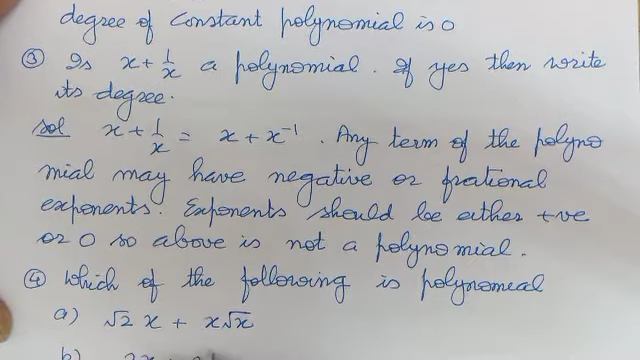 degree of Constant polynomial is 0
③ Is x + 1/x a polynomial. If yes then write
its degree.
Sol x + 1/x = x + x⁻¹. Any term of the polyno
mial may have negative or frational
exponents. Exponents should be either +ve
or 0 so above is not a polynomial.
④ Which of the following is polynomeal
a) √2 x + x√x
b) 2x